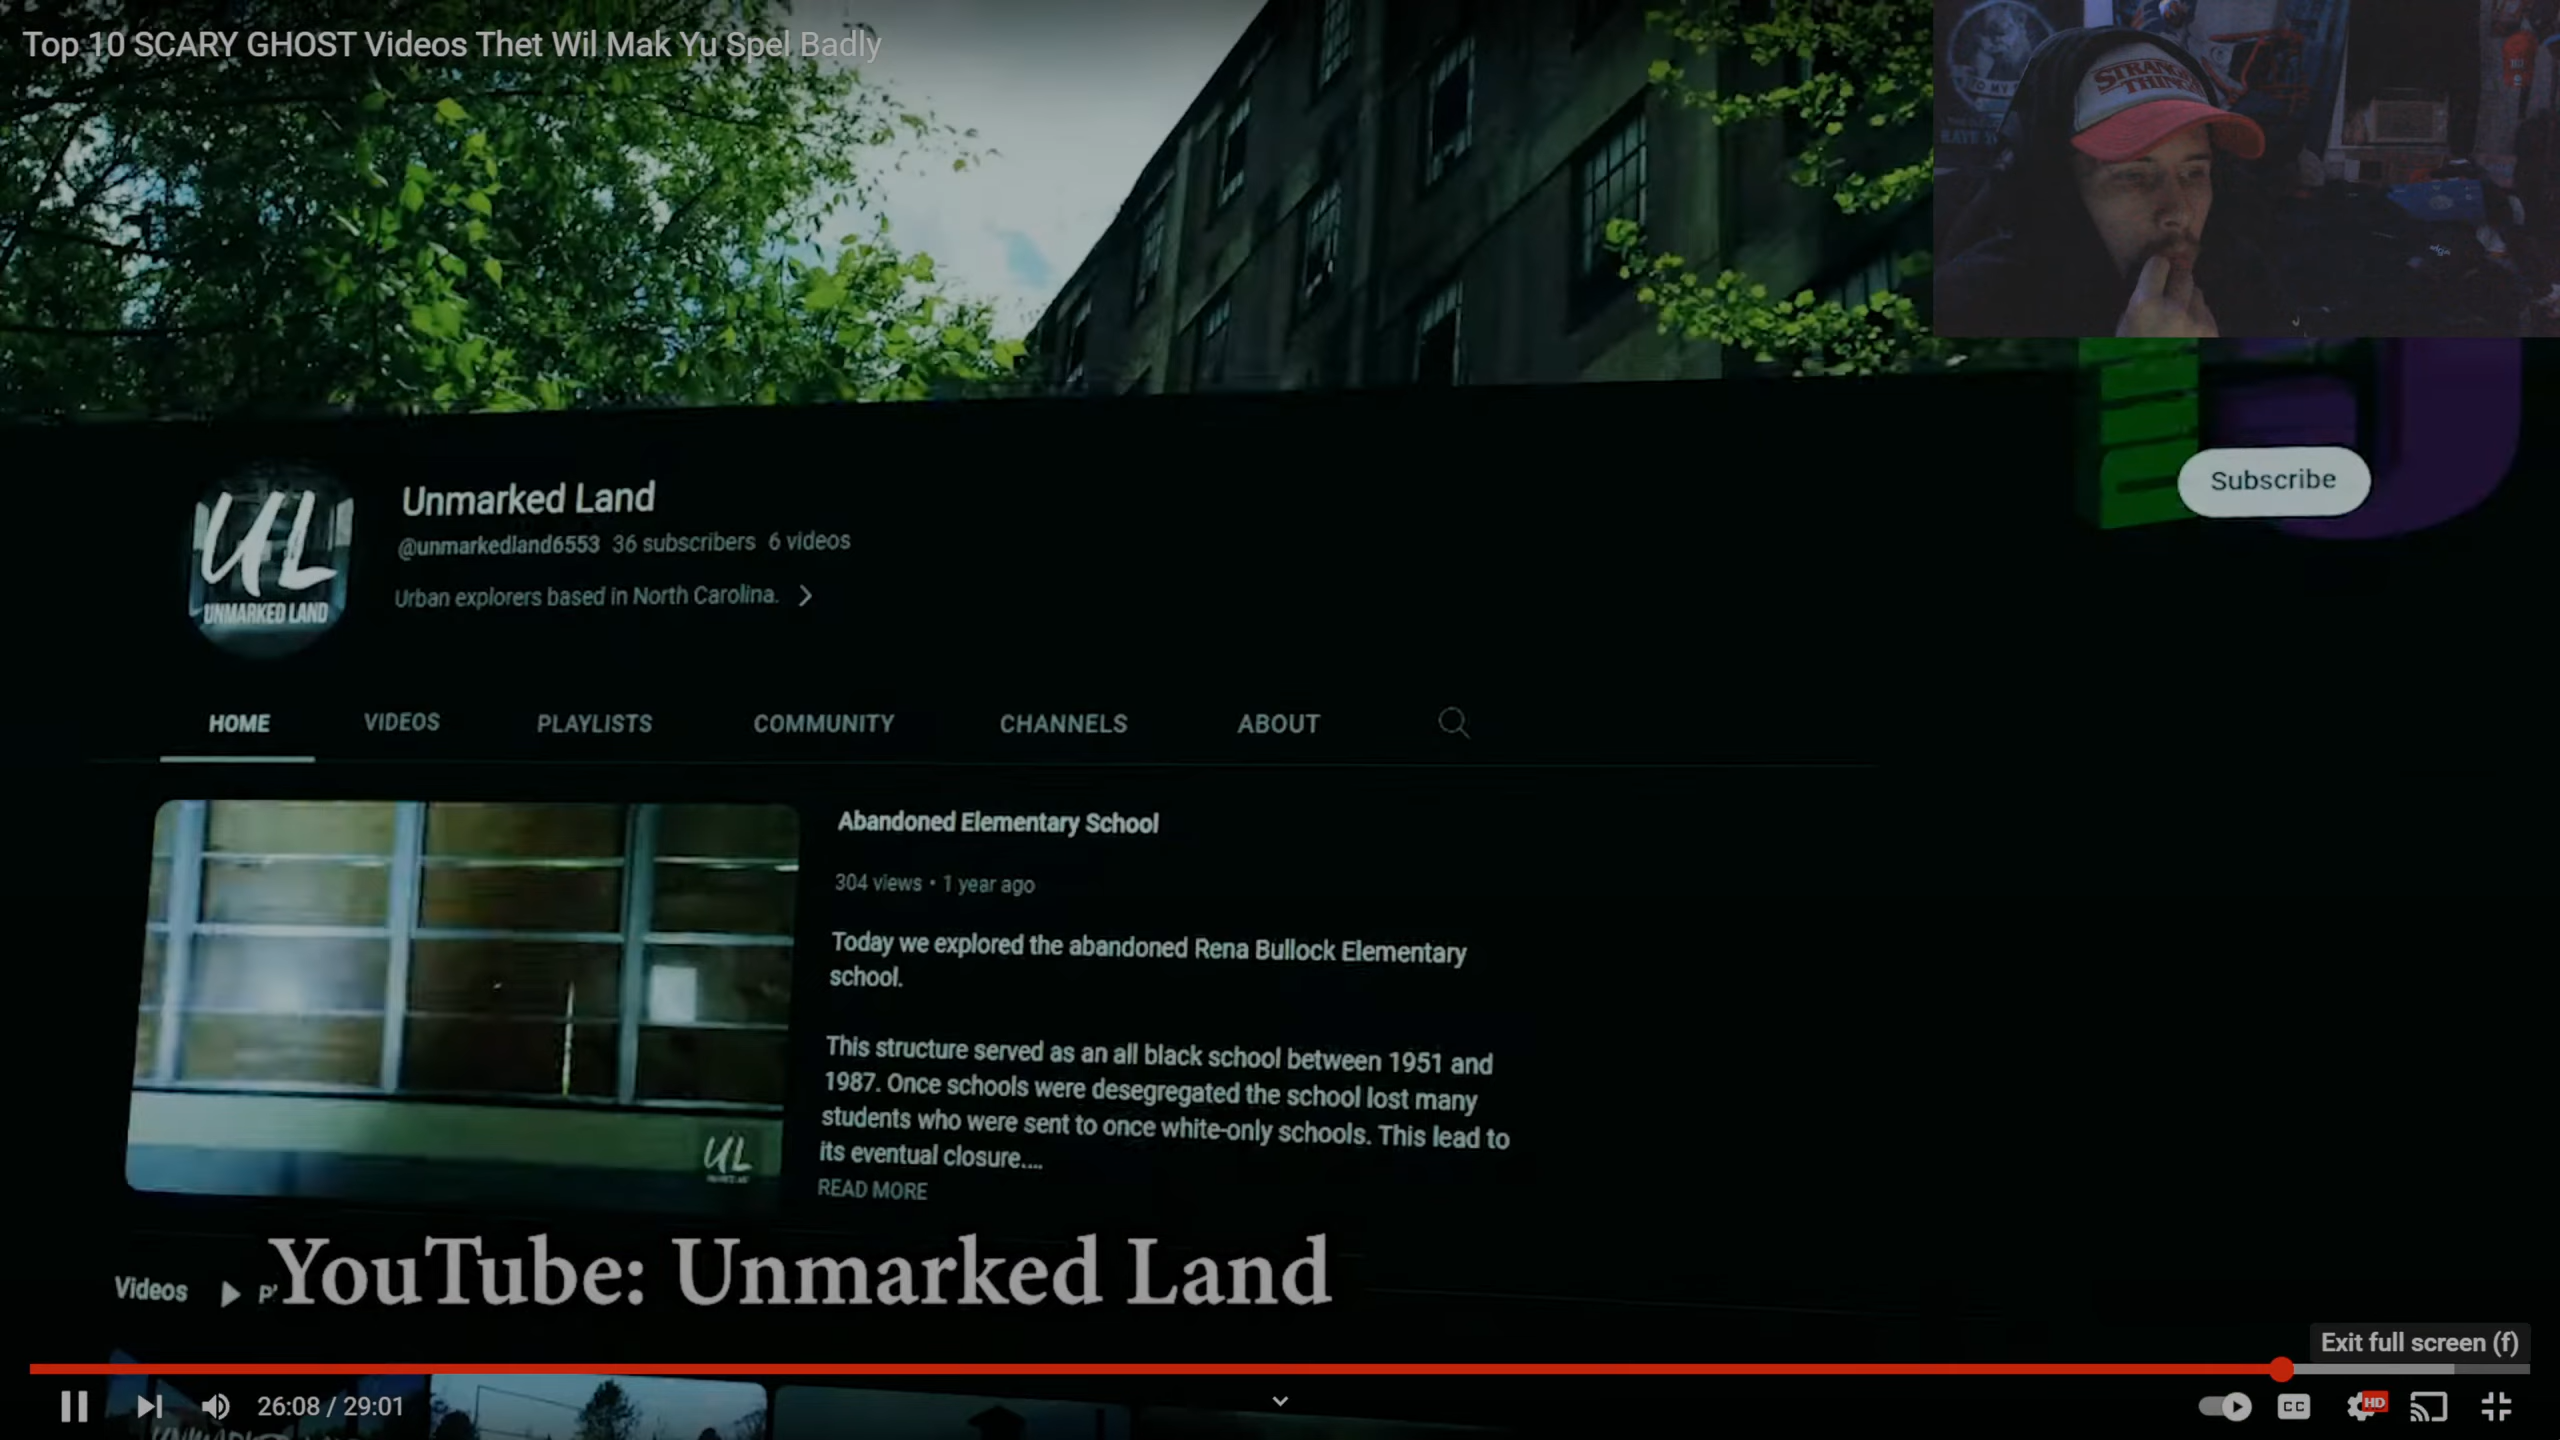 Top 10 SCARY GHOST Videos Thet Wil Mak Yu Spel Badly
STRANGER
THINGS
UL
UNMARKED LAND
Unmarked Land
@unmarkedland6553 36 subscribers 6 videos
Urban explorers based in North Carolina.
Subscribe
HOME VIDEOS PLAYLISTS COMMUNITY CHANNELS ABOUT
Abandoned Elementary School
304 views • 1 year ago
Today we explored the abandoned Rena Bullock Elementary
school.
This structure served as an all black school between 1951 and
1987. Once schools were desegregated the school lost many
students who were sent to once white-only schools. This lead to
its eventual closure....
READ MORE
UL
Videos
YouTube: Unmarked Land
Exit full screen (f)
26:08 / 29:01
CC
HD